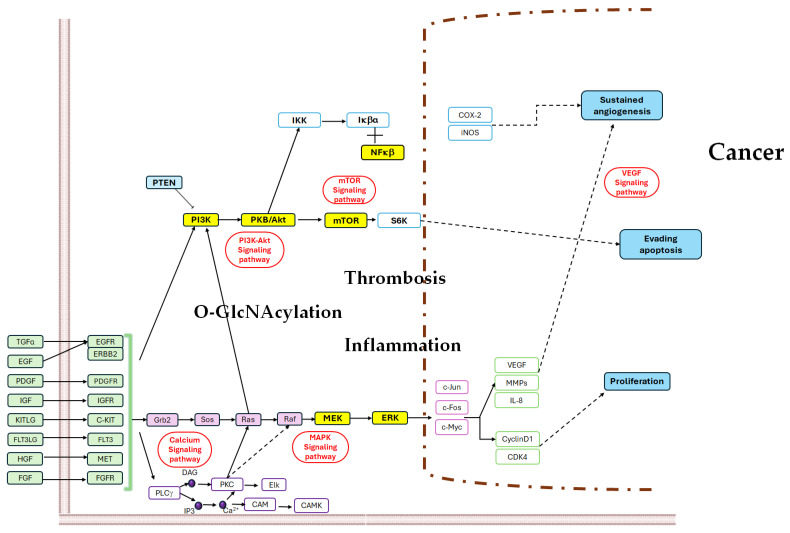 COX-2
iNOS
Sustained
angiogenesis
IKK
Iκβα
NFκβ
Cancer
PTEN
mTOR
Signaling
pathway
VEGF
Signaling
pathway
PI3K
PKB/Akt
mTOR
S6K
PI3K-Akt
Signaling
pathway
Evading
apoptosis
Thrombosis
O-GlcNAcylation
Inflammation
TGFα
EGFR
ERBB2
EGF
PDGF
PDGFR
IGF
IGFR
KITLG
C-KIT
FLT3LG
FLT3
HGF
MET
FGF
FGFR
Grb2
Sos
Ras
Raf
MEK
ERK
c-Jun
c-Fos
c-Myc
VEGF
MMPs
IL-8
CyclinD1
CDK4
Proliferation
Calcium
Signaling
pathway
MAPK
Signaling
pathway
DAG
PLCγ
PKC
Elk
IP3
Ca²⁺
CAM
CAMK